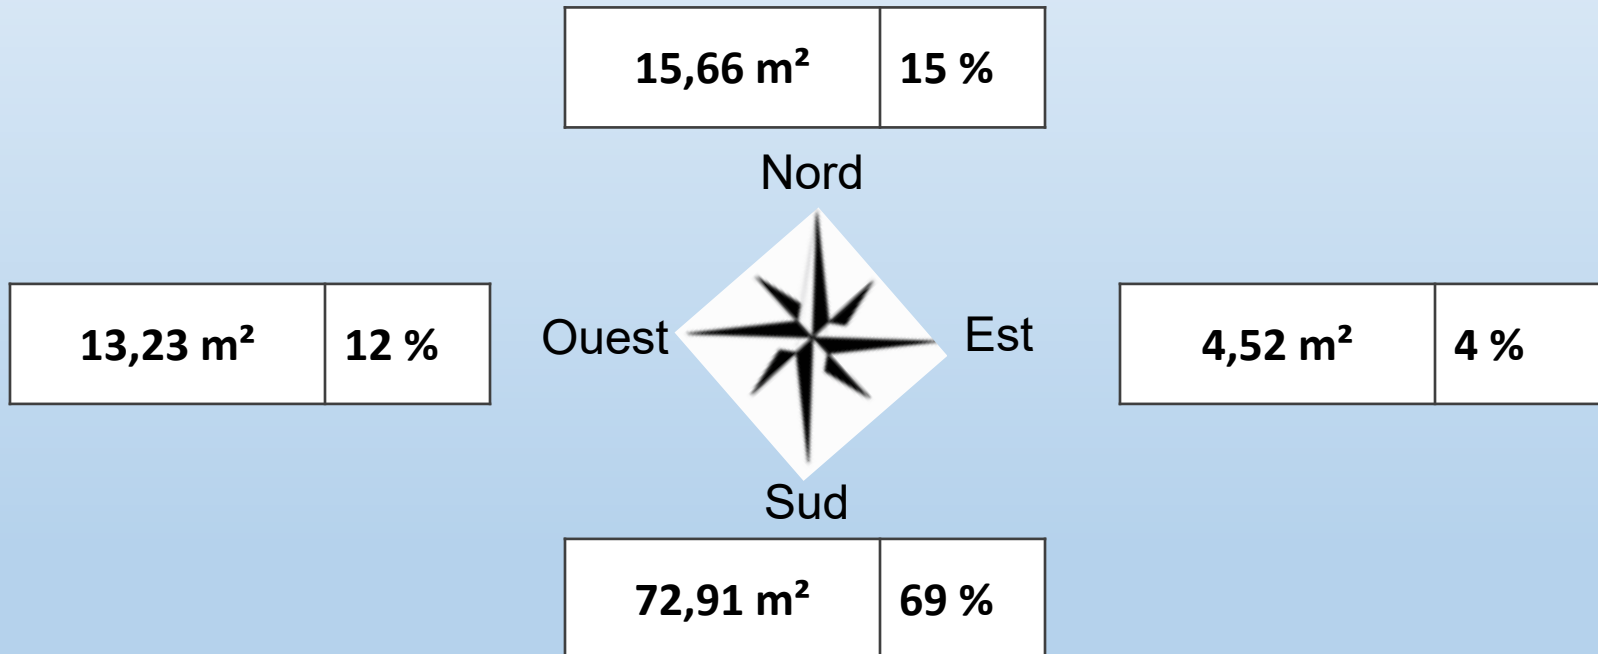 15,66 m² 15 %
Nord
13,23 m² 12 %
Ouest
Est
4,52 m² 4 %
Sud
72,91 m² 69 %